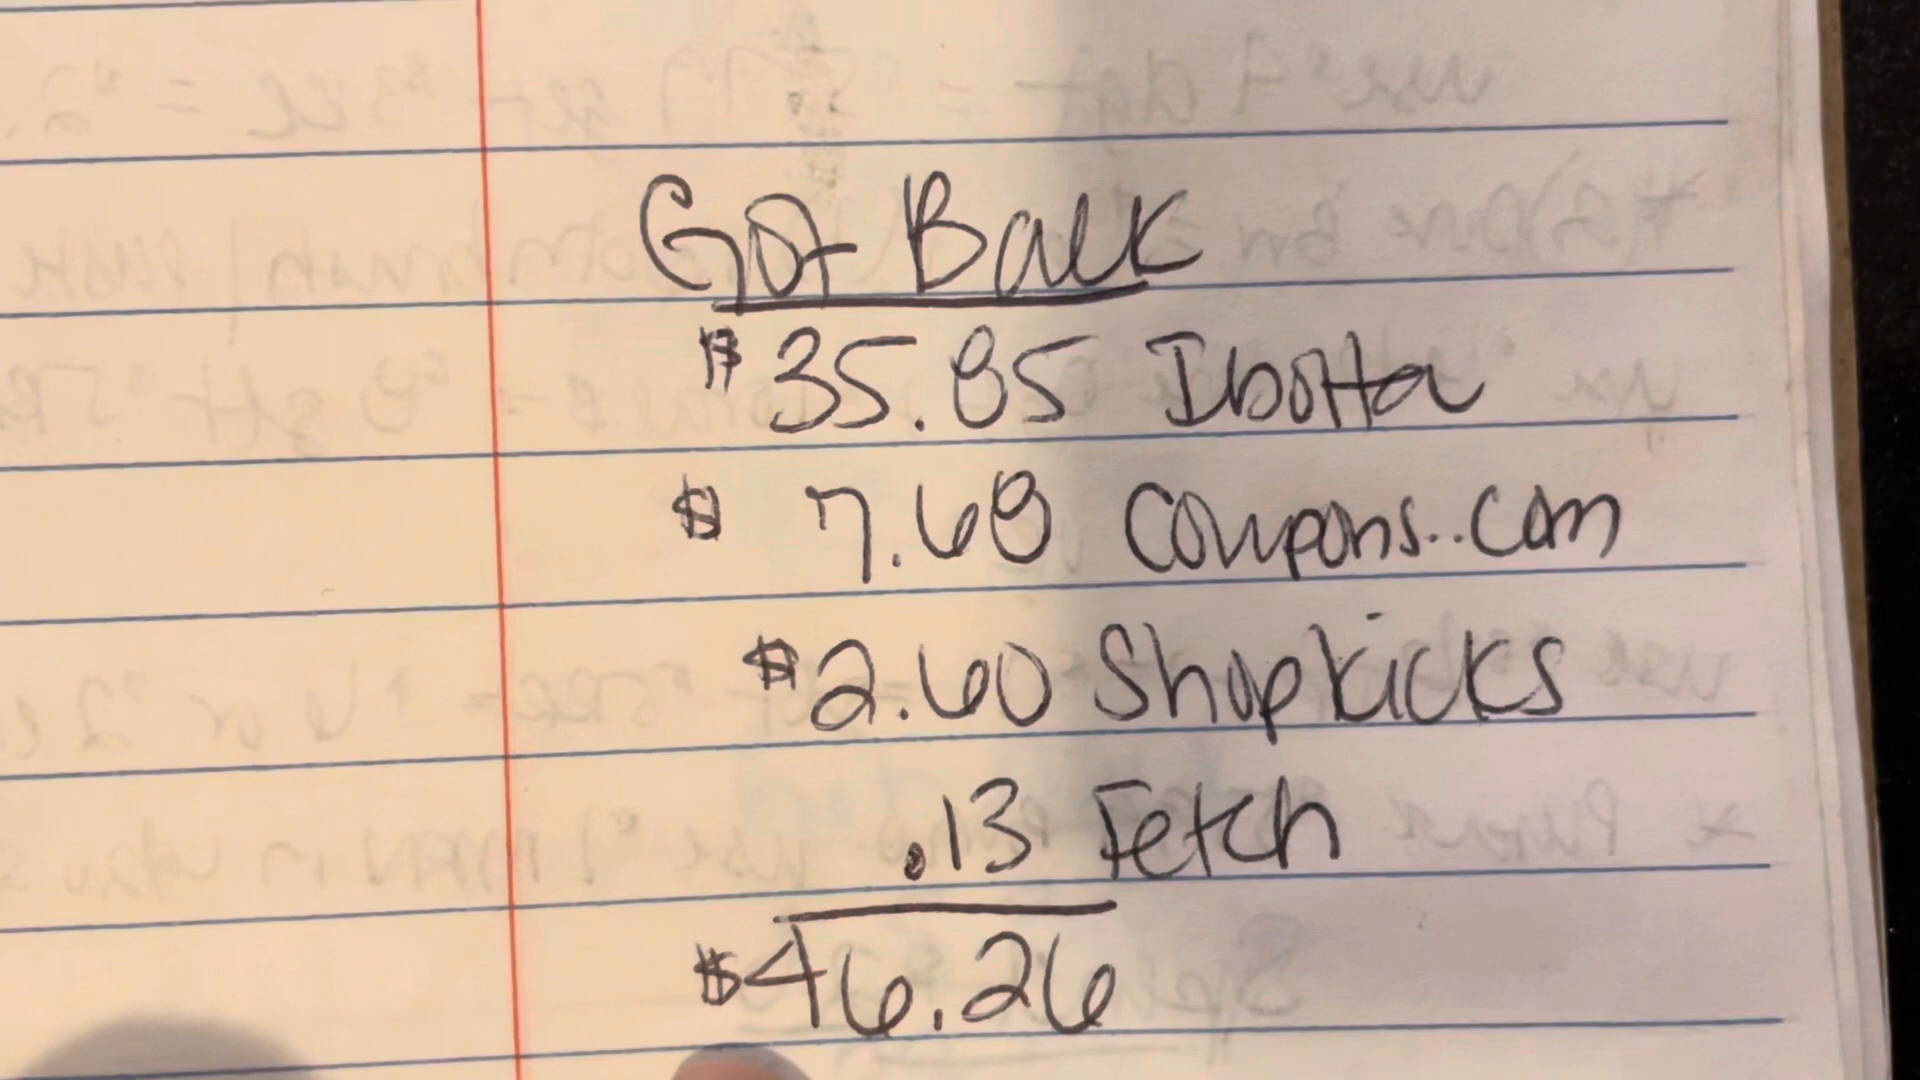 Got Back
$35.85 Ibotta
$ 7.68 Coupons..com
$2.60 Shopkicks
.13 Fetch
$46.26